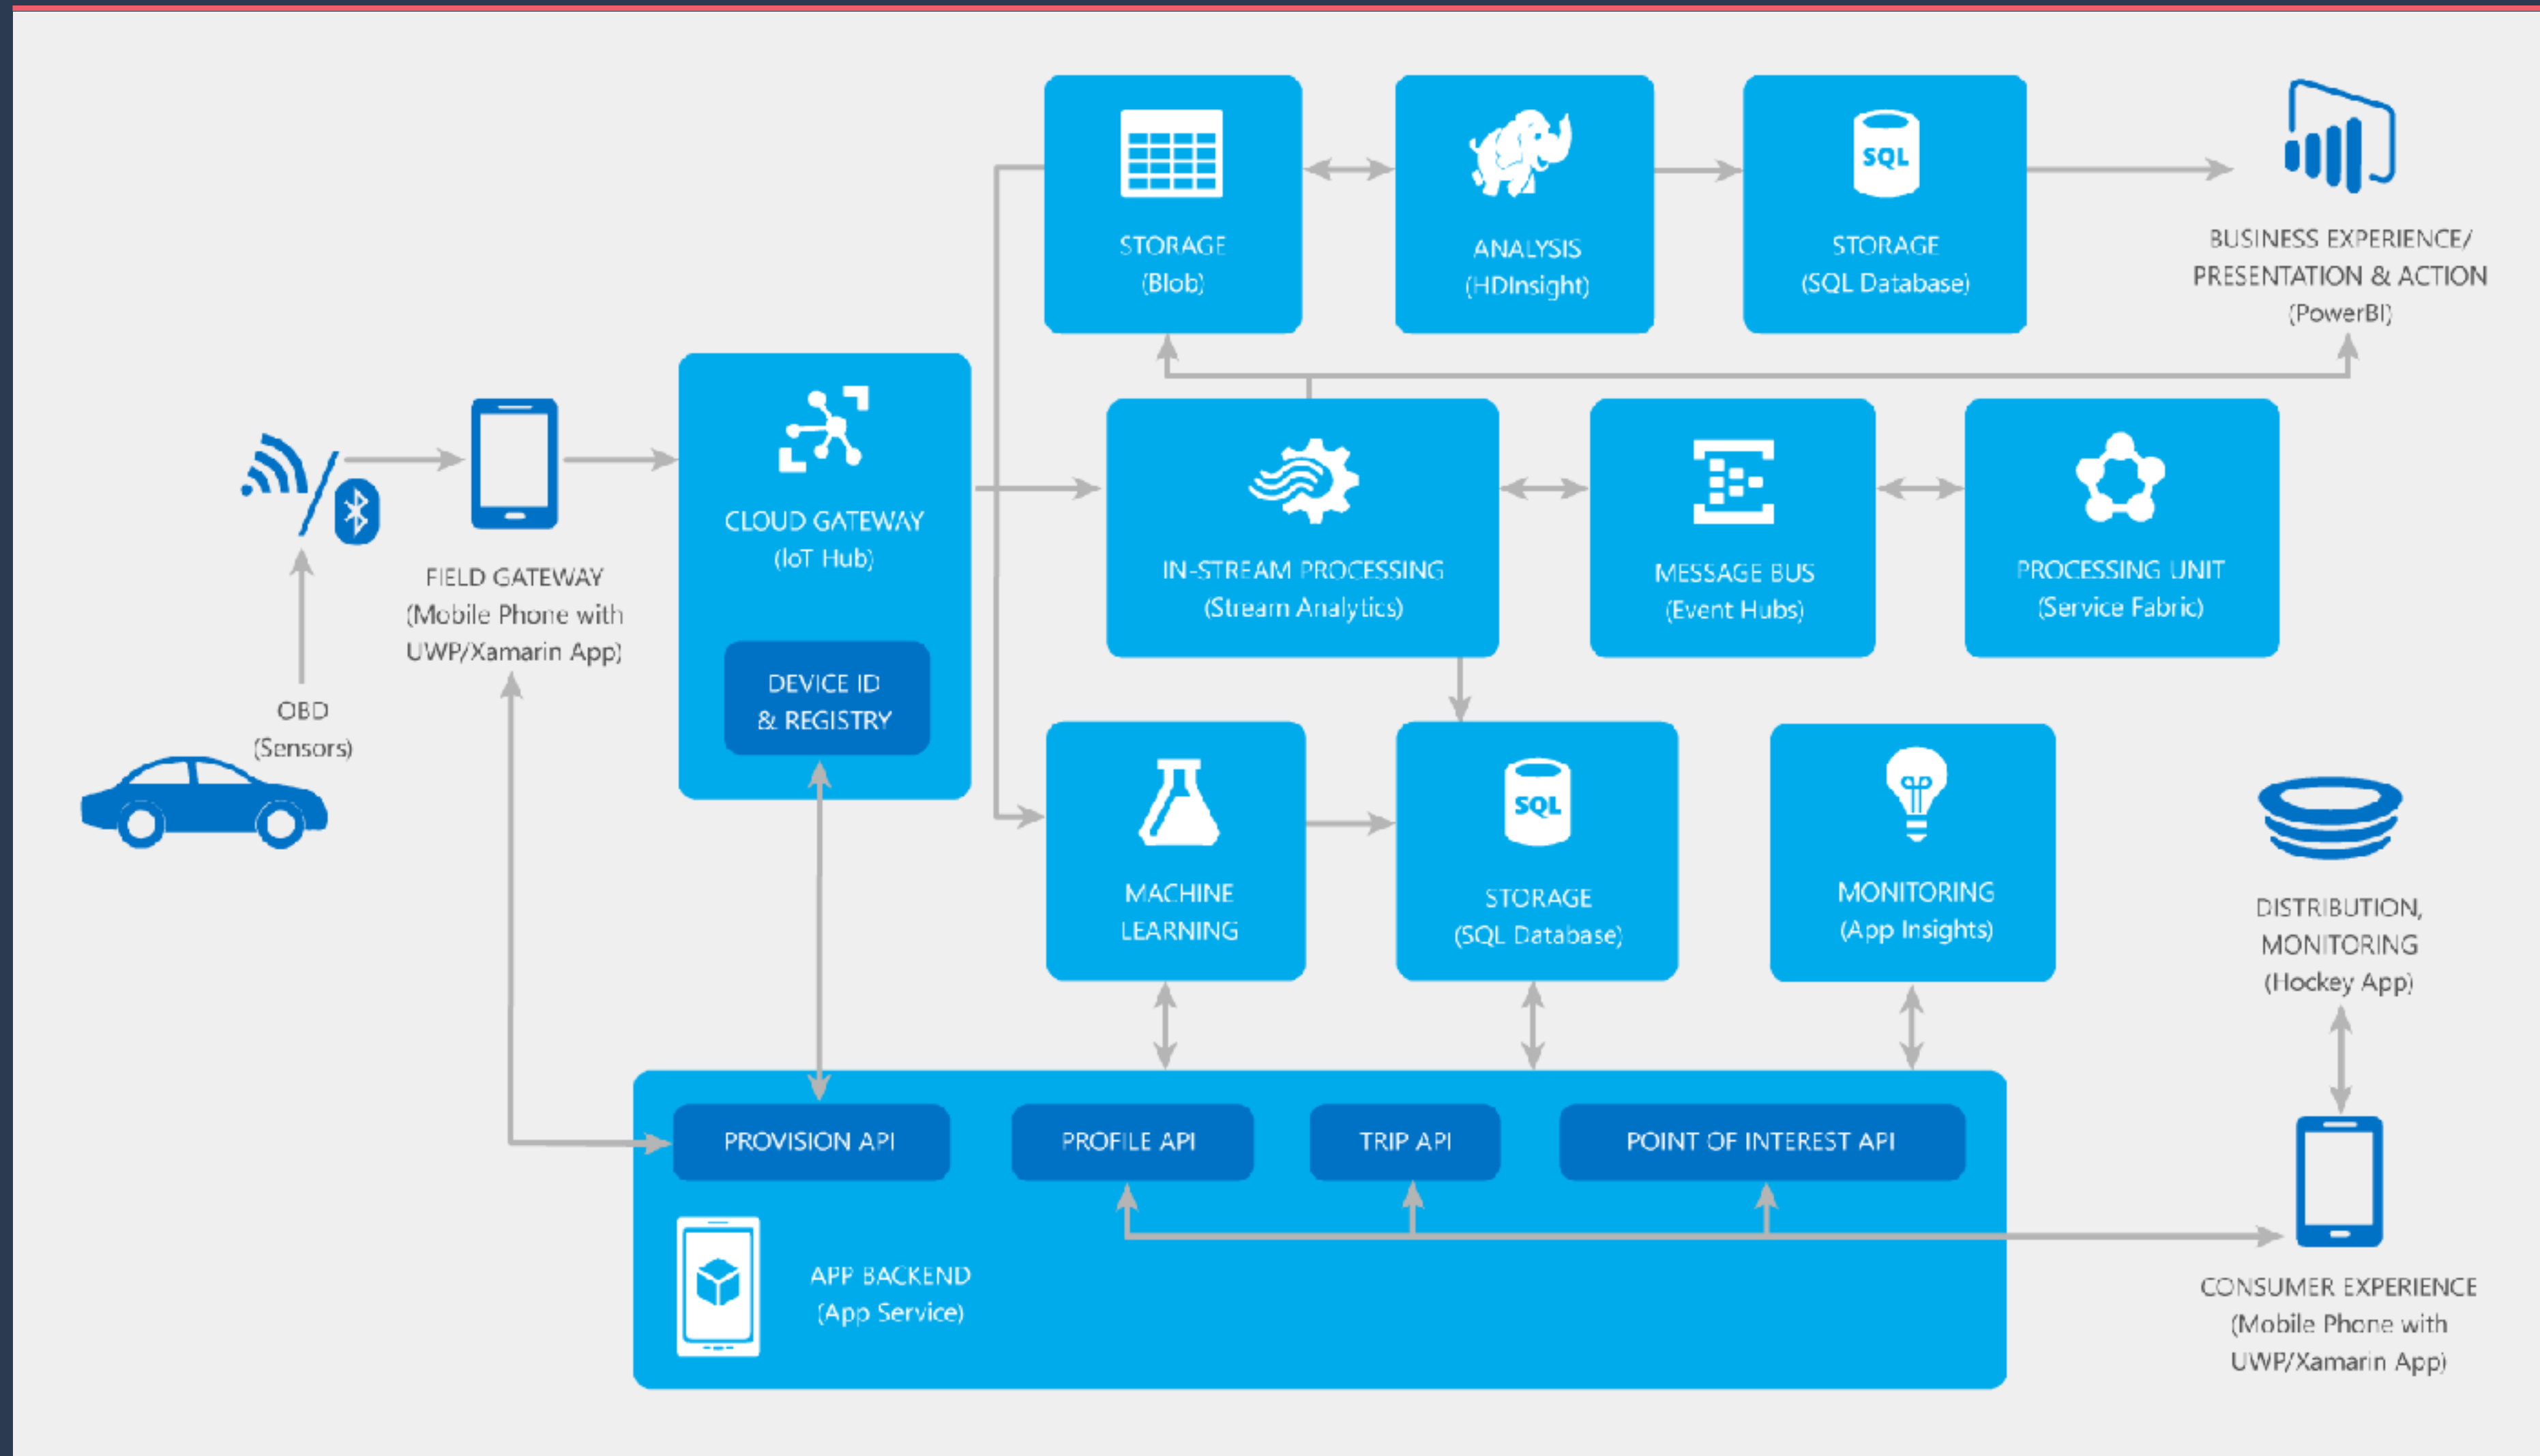 STORAGE
(Blob)
ANALYSIS
(HDInsight)
SQL
STORAGE
(SQL Database)
BUSINESS EXPERIENCE/
PRESENTATION & ACTION
(PowerBI)
FIELD GATEWAY
(Mobile Phone with
UWP/Xamarin App)
CLOUD GATEWAY
(IoT Hub)
DEVICE ID
& REGISTRY
IN-STREAM PROCESSING
(Stream Analytics)
MESSAGE BUS
(Event Hubs)
PROCESSING UNIT
(Service Fabric)
OBD
(Sensors)
MACHINE
LEARNING
SQL
STORAGE
(SQL Database)
MONITORING
(App Insights)
DISTRIBUTION,
MONITORING
(Hockey App)
PROVISION API
PROFILE API
TRIP API
POINT OF INTEREST API
APP BACKEND
(App Service)
CONSUMER EXPERIENCE
(Mobile Phone with
UWP/Xamarin App)